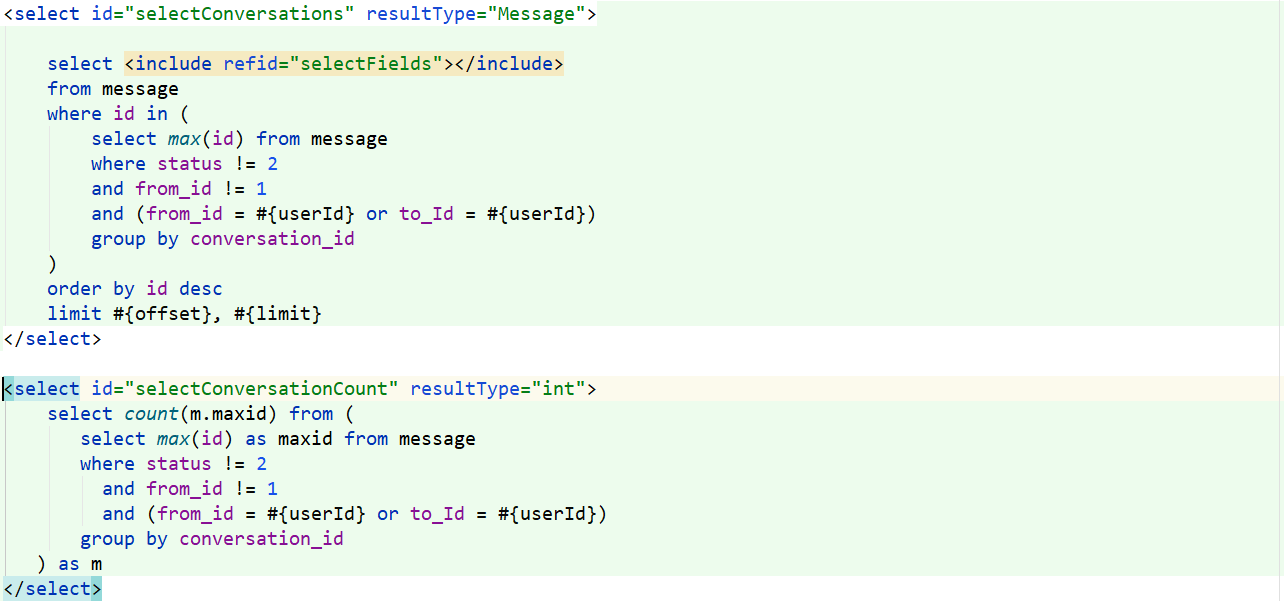 <select id="selectConversations" resultType="Message">
select <include refid="selectFields"></include>
from message
where id in (
select max(id) from message
where status != 2
and from_id != 1
and (from_id = #{userId} or to_Id = #{userId})
group by conversation_id
)
order by id desc
limit #{offset}, #{limit}
</select>
<select id="selectConversationCount" resultType="int">
select count(m.maxid) from (
select max(id) as maxid from message
where status != 2
and from_id != 1
and (from_id = #{userId} or to_Id = #{userId})
group by conversation_id
) as m
</select>